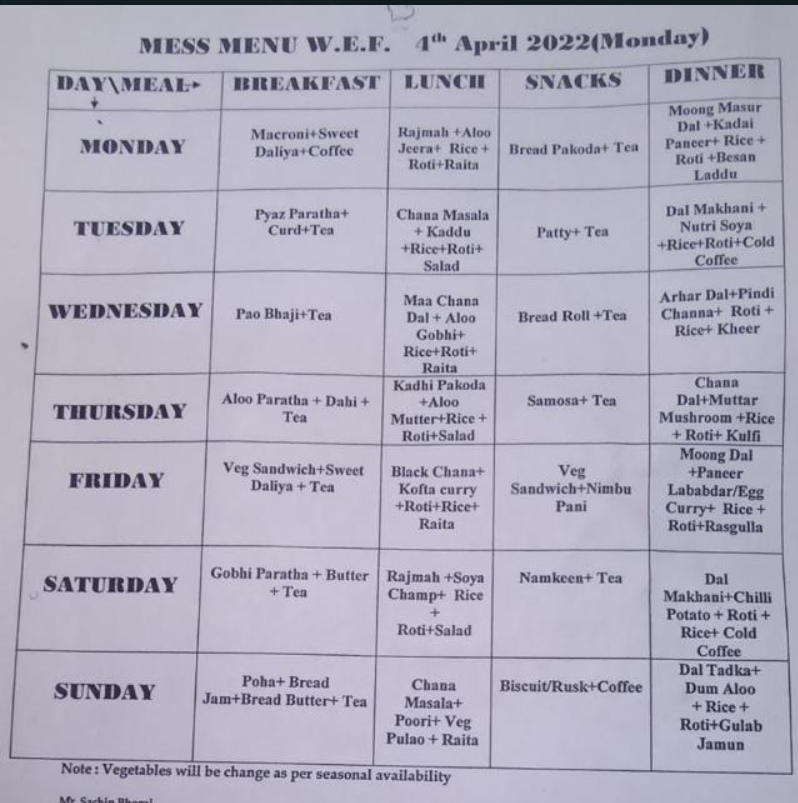 MESS MENU W.E.F. 4th April 2022(Monday)
DAY\MEAL BREAKFAST LUNCH SNACKS DINNER
MONDAY
Macroni+Sweet
Daliya+Coffee
Rajmah +Aloo
Jeera+ Rice +
Roti+Raita
Bread Pakoda+ Tea
Moong Masur
Dal +Kadai
Paneer+ Rice +
Roti +Besan
Laddu
TUESDAY
Pyaz Paratha+
Curd+Tea
Chana Masala
+ Kaddu
+Rice+Roti+
Salad
Patty+ Tea
Dal Makhani +
Nutri Soya
+Rice+Roti+Cold
Coffee
WEDNESDAY
Pao Bhaji+Tea
Maa Chana
Dal + Aloo
Gobhi+
Rice+Roti+
Raita
Bread Roll +Tea
Arhar Dal+Pindi
Channa+ Roti +
Rice+ Kheer
THURSDAY
Aloo Paratha + Dahi +
Tea
Kadhi Pakoda
+Aloo
Mutter+Rice +
Roti+Salad
Samosa+ Tea
Chana
Dal+Muttar
Mushroom +Rice
+ Roti+ Kulfi
FRIDAY
Veg Sandwich+Sweet
Daliya + Tea
Black Chana+
Kofta curry
+Roti+Rice+
Raita
Veg
Sandwich+Nimbu
Pani
Moong Dal
+Paneer
Lababdar/Egg
Curry+ Rice +
Roti+Rasgulla
SATURDAY
Gobhi Paratha + Butter
+ Tea
Rajmah +Soya
Champ+ Rice
+
Roti+Salad
Namkeen+ Tea
Dal
Makhani+Chilli
Potato + Roti +
Rice+ Cold
Coffee
SUNDAY
Poha+ Bread
Jam+Bread Butter+ Tea
Chana
Masala+
Poori+ Veg
Pulao + Raita
Biscuit/Rusk+Coffee
Dal Tadka+
Dum Aloo
+ Rice +
Roti+Gulab
Jamun
Note : Vegetables will be change as per seasonal availability
Mr. Sachin